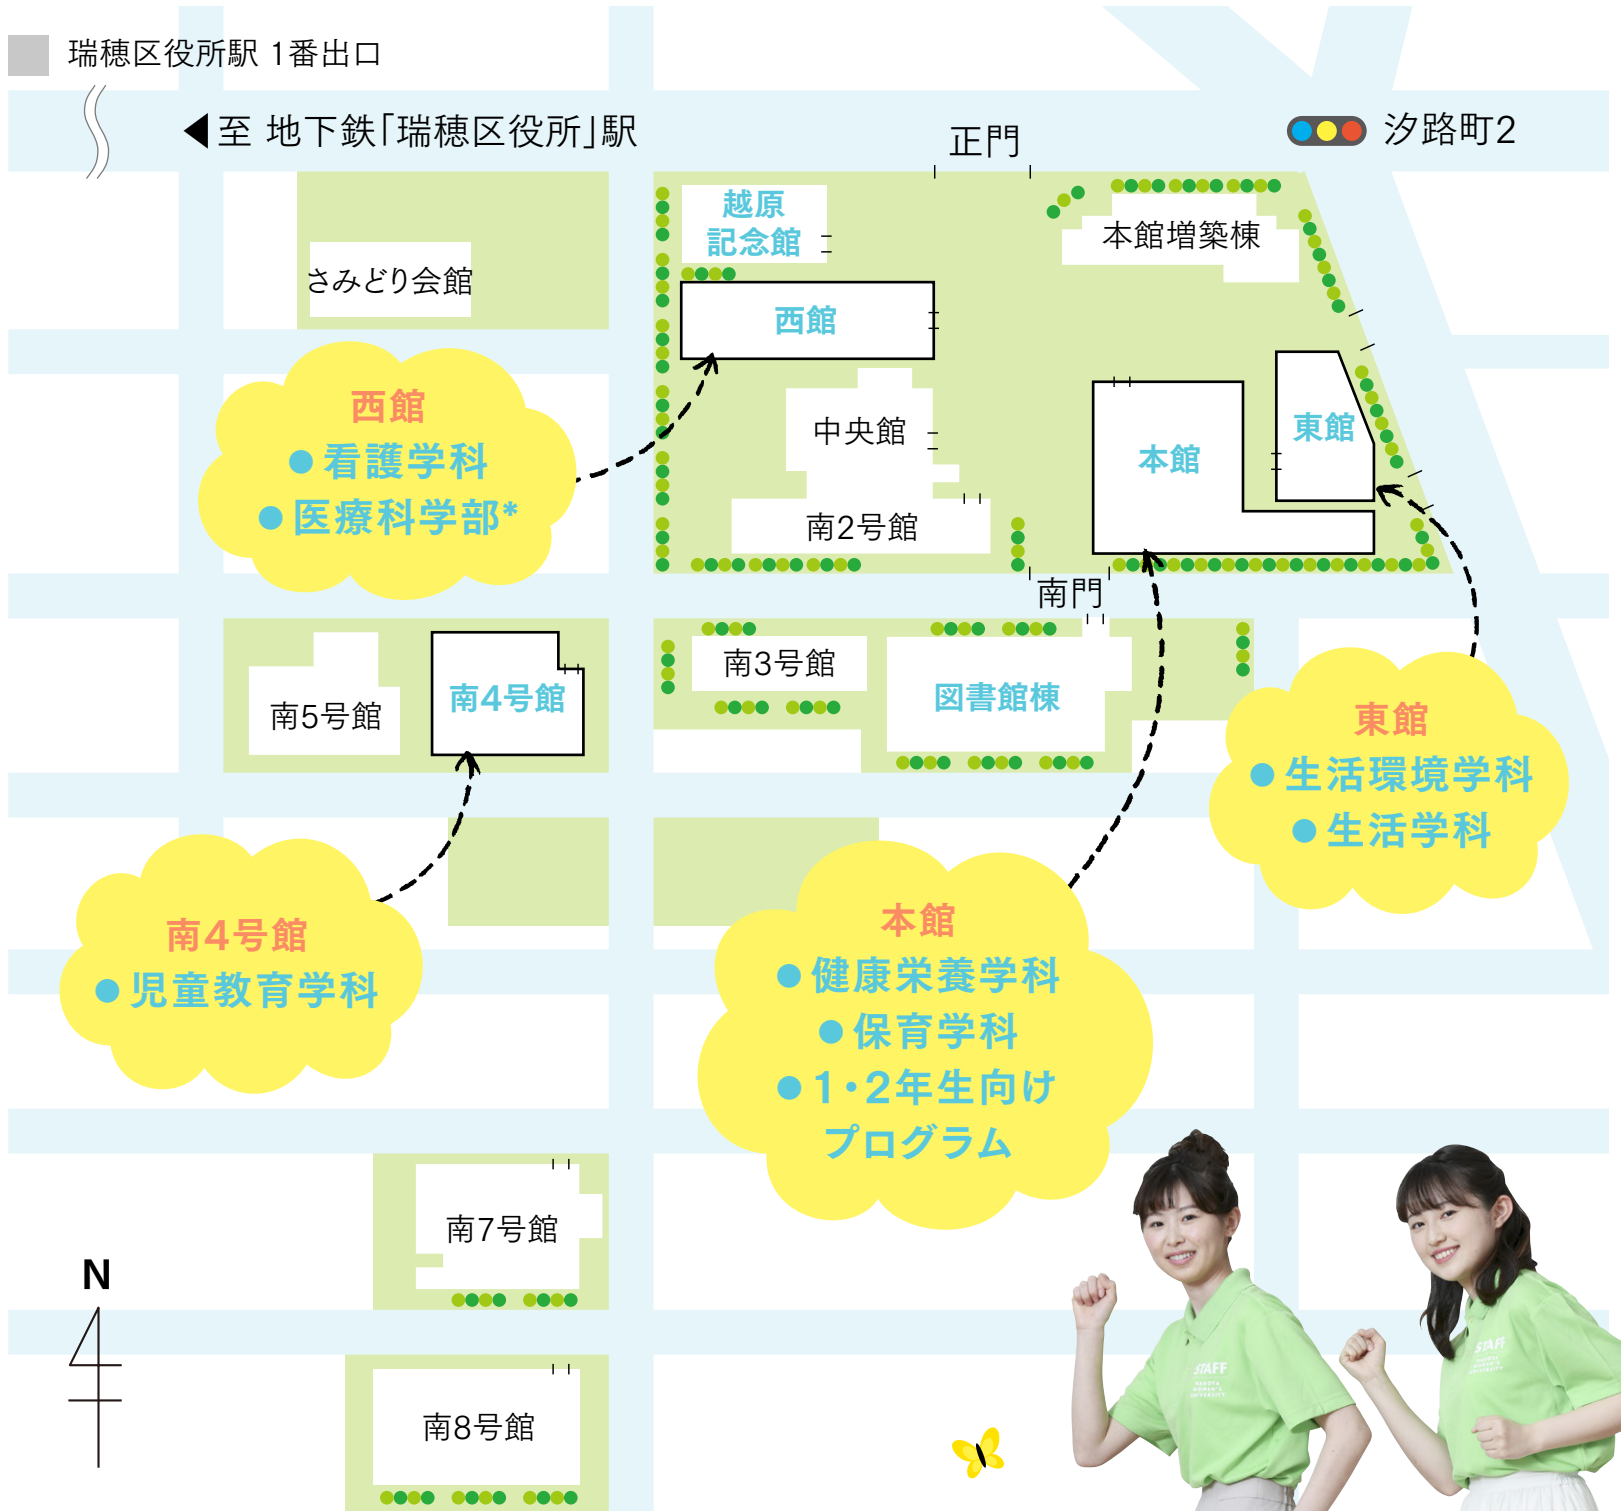 瑞穂区役所駅 1番出口
◀至 地下鉄「瑞穂区役所」駅
正門
汐路町2
越原
記念館
本館増築棟
さみどり会館
西館
西館
● 看護学科
● 医療科学部*
中央館
本館
東館
南2号館
南門
南5号館
南4号館
南3号館
図書館棟
東館
● 生活環境学科
● 生活学科
南4号館
● 児童教育学科
本館
● 健康栄養学科
● 保育学科
● 1・2年生向け
プログラム
南7号館
N
南8号館
STAFF
NAGOYA
WOMEN'S
UNIVERSITY
STAFF
NAGOYA
WOMEN'S
UNIVERSITY